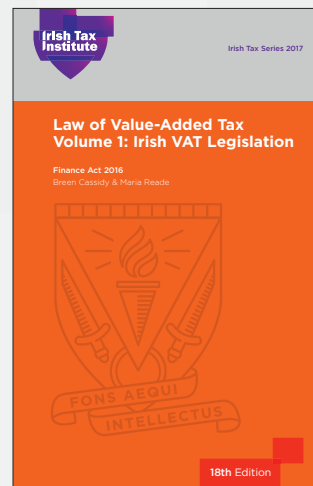 Irish Tax
Institute
Irish Tax Series 2017
Law of Value-Added Tax
Volume 1: Irish VAT Legislation
Finance Act 2016
Breen Cassidy & Maria Reade
FONS AEQUI
INTELLECTUS
18th Edition